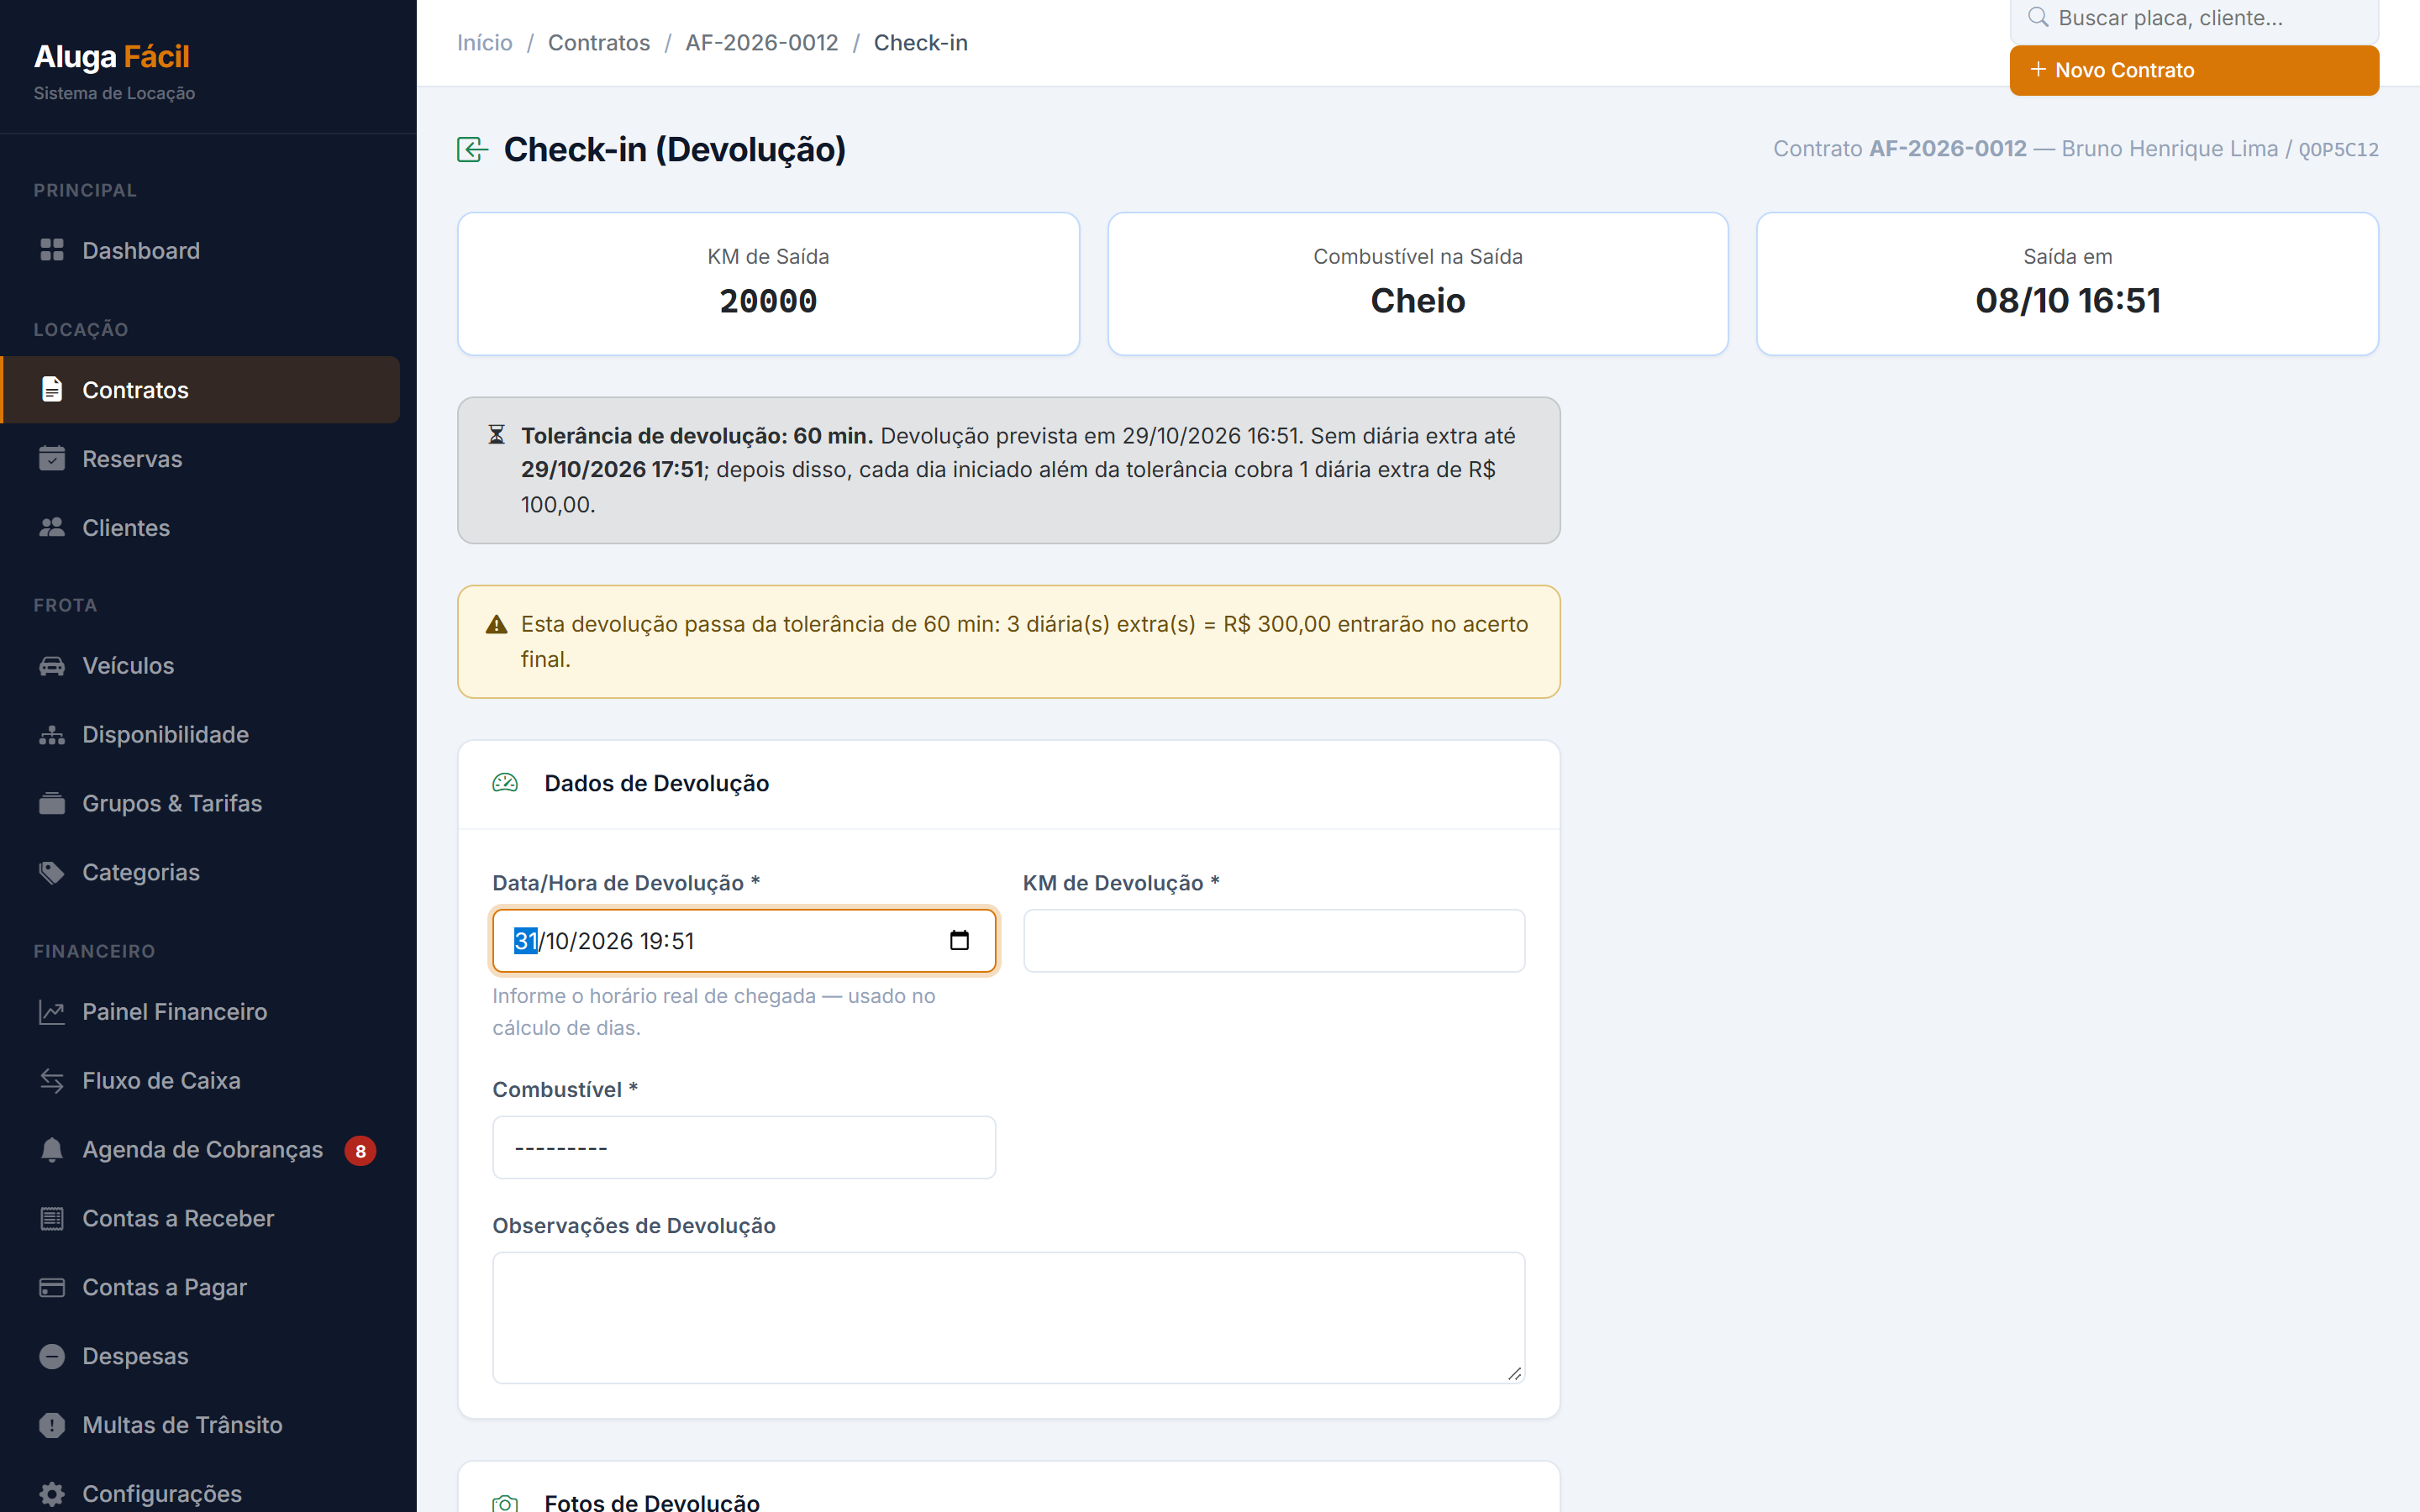 Aluga Fácil
Sistema de Locação
PRINCIPAL
Dashboard
LOCAÇÃO
Contratos
Reservas
Clientes
FROTA
Veículos
Disponibilidade
Grupos & Tarifas
Categorias
FINANCEIRO
Painel Financeiro
Fluxo de Caixa
Agenda de Cobranças 8
Contas a Receber
Contas a Pagar
Despesas
Multas de Trânsito
Configurações
Início / Contratos / AF-2026-0012 / Check-in
Buscar placa, cliente...
+ Novo Contrato
Check-in (Devolução)
Contrato AF-2026-0012 — Bruno Henrique Lima / QOP5C12
KM de Saída
20000
Combustível na Saída
Cheio
Saída em
08/10 16:51
Tolerância de devolução: 60 min. Devolução prevista em 29/10/2026 16:51. Sem diária extra até
29/10/2026 17:51; depois disso, cada dia iniciado além da tolerância cobra 1 diária extra de R$
100,00.
Esta devolução passa da tolerância de 60 min: 3 diária(s) extra(s) = R$ 300,00 entrarão no acerto
final.
Dados de Devolução
Data/Hora de Devolução *
31/10/2026 19:51
Informe o horário real de chegada — usado no
cálculo de dias.
KM de Devolução *
Combustível *
---------
Observações de Devolução
Fotos de Devolução